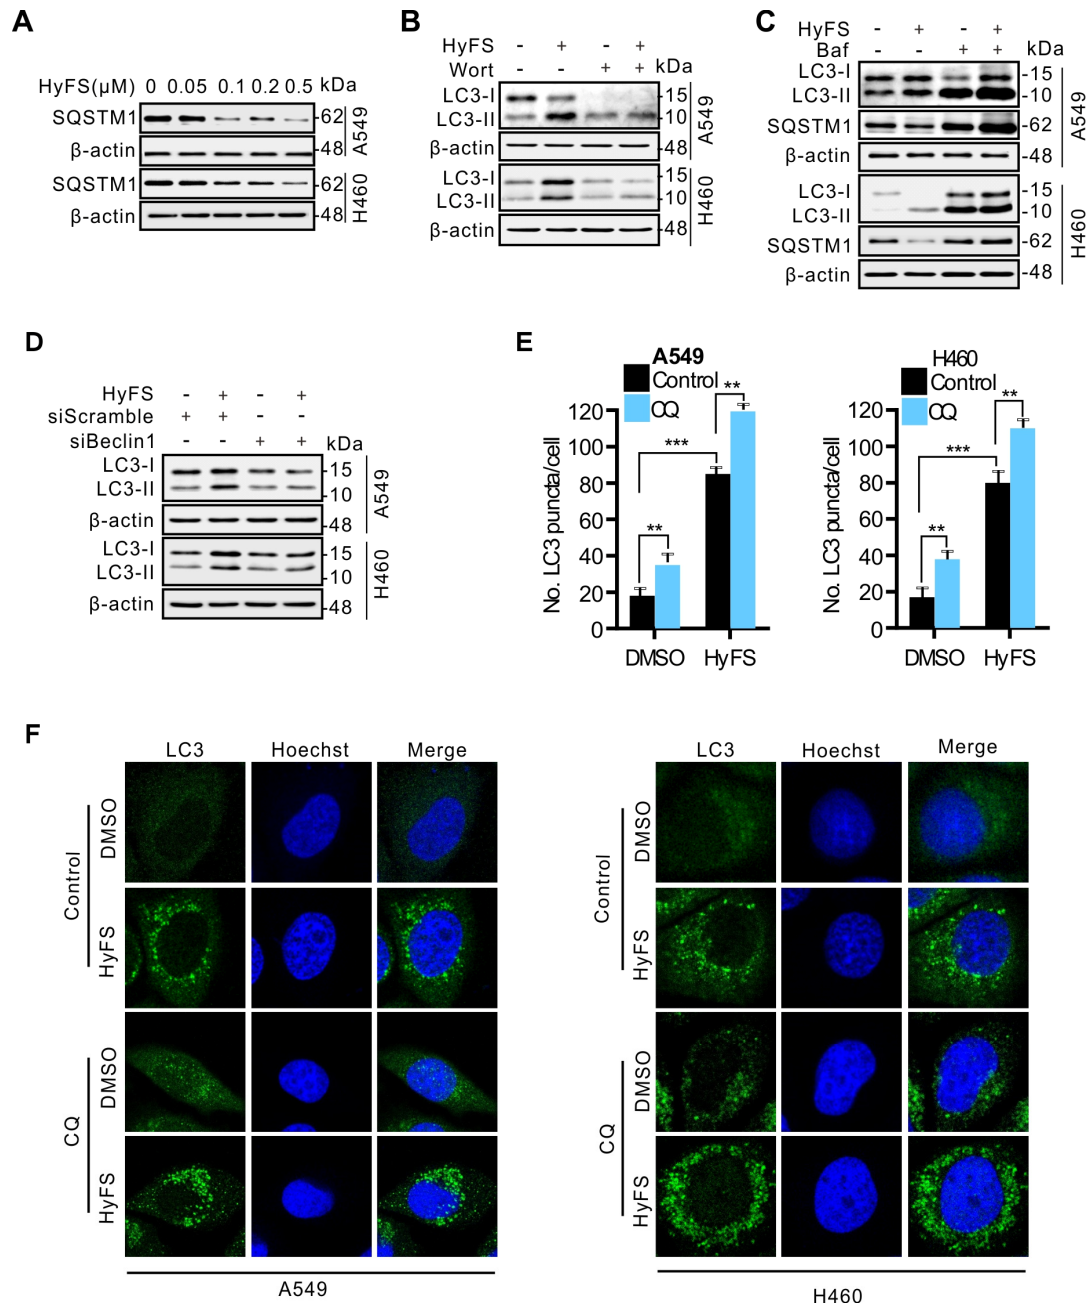 A
HyFS(μM) 0 0.05 0.1 0.2 0.5 kDa
SQSTM1 -62
β-actin -48
A549
SQSTM1 -62
β-actin -48
H460
B
HyFS - + - +
Wort - - + + kDa
LC3-I -15
LC3-II -10
β-actin -48
A549
LC3-I -15
LC3-II -10
β-actin -48
H460
C
HyFS - + - +
Baf - - + + kDa
LC3-I -15
LC3-II -10
SQSTM1 -62
β-actin -48
A549
LC3-I -15
LC3-II -10
SQSTM1 -62
β-actin -48
H460
D
HyFS - + - +
siScramble + + - -
siBeclin1 - - + + kDa
LC3-I 15
LC3-II 10
β-actin -48
A549
LC3-I 15
LC3-II 10
β-actin -48
H460
E
A549
Control
CQ
No. LC3 puncta/cell
120
100
80
60
40
20
0
** *** **
DMSO HyFS
H460
Control
CQ
No. LC3 puncta/cell
120
100
80
60
40
20
0
** *** **
DMSO HyFS
F
LC3 Hoechst Merge
Control
DMSO
HyFS
CQ
DMSO
HyFS
A549
LC3 Hoechst Merge
Control
DMSO
HyFS
CQ
DMSO
HyFS
H460